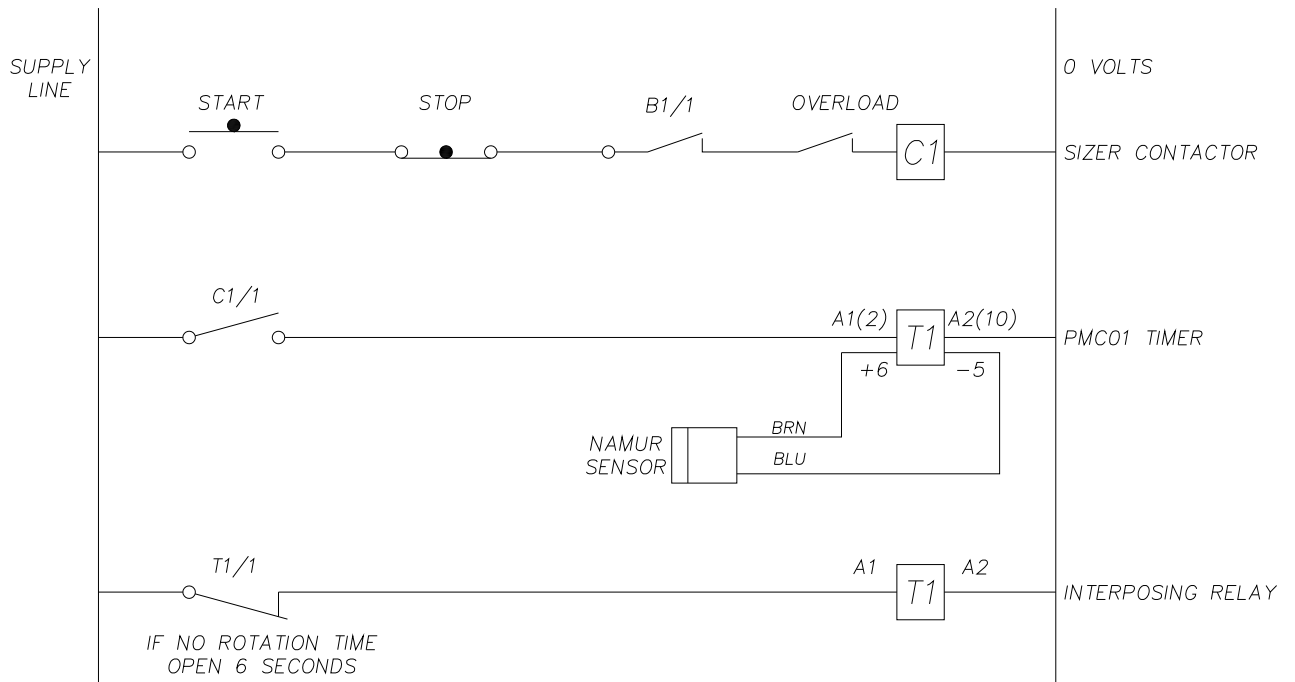 SUPPLY
LINE
0 VOLTS
START
STOP
B1/1
OVERLOAD
C1
SIZER CONTACTOR
C1/1
A1(2)
T1
A2(10)
PMC01 TIMER
+6
-5
NAMUR
SENSOR
BRN
BLU
T1/1
A1
T1
A2
INTERPOSING RELAY
IF NO ROTATION TIME
OPEN 6 SECONDS